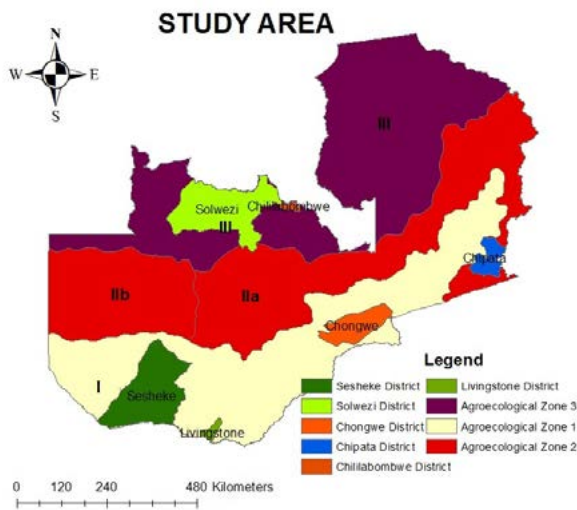 STUDY AREA
N
W E
S
III
Solwezi
Chililabombwe
III
Chipata
IIb
IIa
Chongwe
I
Sesheke
Livingstone
Legend
Sesheke District
Solwezi District
Chongwe District
Chipata District
Chililabombwe District
Livingstone District
Agroecological Zone 3
Agroecological Zone 1
Agroecological Zone 2
0 120 240 480 Kilometers